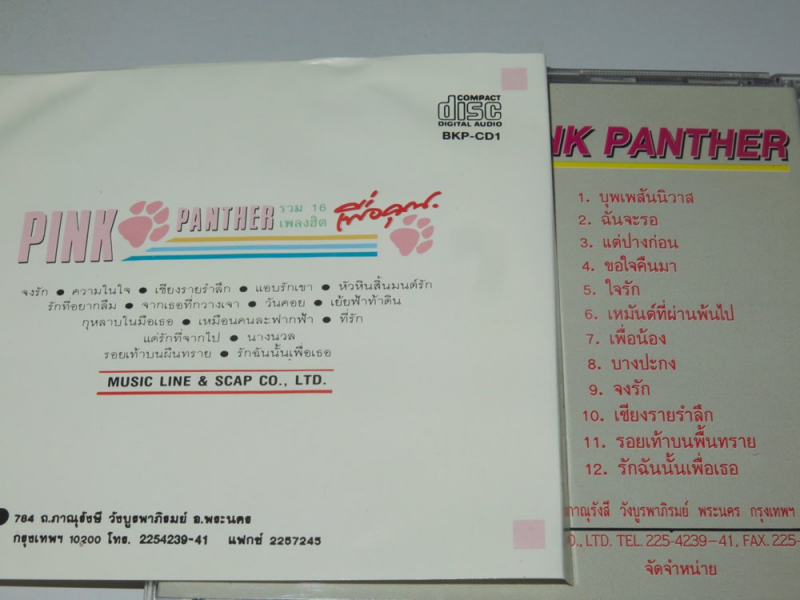 COMPACT
disc
DIGITAL AUDIO
BKP-CD1
PINK PANTHER รวม 16 เพลงฮิต เพื่อคุณ
จงรัก ● ความในใจ ● เชียงรายรำลึก ● แอบรักเขา ● หัวหินสิ้นมนต์รัก
รักที่อยากลืม ● จากเธอที่กวางเจา ● วันคอย ● เย้ยฟ้าท้าดิน
กุหลาบในมือเธอ ● เหมือนคนละฟากฟ้า ● ที่รัก
แด่รักที่จากไป ● นางนวล
รอยเท้าบนผืนทราย ● รักฉันนั้นเพื่อเธอ
MUSIC LINE & SCAP CO., LTD.
784 ถ.ภาณุรังษี วังบูรพาภิรมย์ อ.พระนคร
กรุงเทพฯ 10200 โทร. 2254239-41 แฟกซ์ 2257245
NK PANTHER
1. บุพเพสันนิวาส
2. ฉันจะรอ
3. แต่ปางก่อน
4. ขอใจคืนมา
5. ใจรัก
6. เหมันต์ที่ผ่านพ้นไป
7. เพื่อน้อง
8. บางปะกง
9. จงรัก
10. เชียงรายรำลึก
11. รอยเท้าบนพื้นทราย
12. รักฉันนั้นเพื่อเธอ
ภาณุรังสี วังบูรพาภิรมย์ พระนคร กรุงเทพฯ
O., LTD. TEL. 225-4239-41, FAX. 225-
จัดจำหน่าย